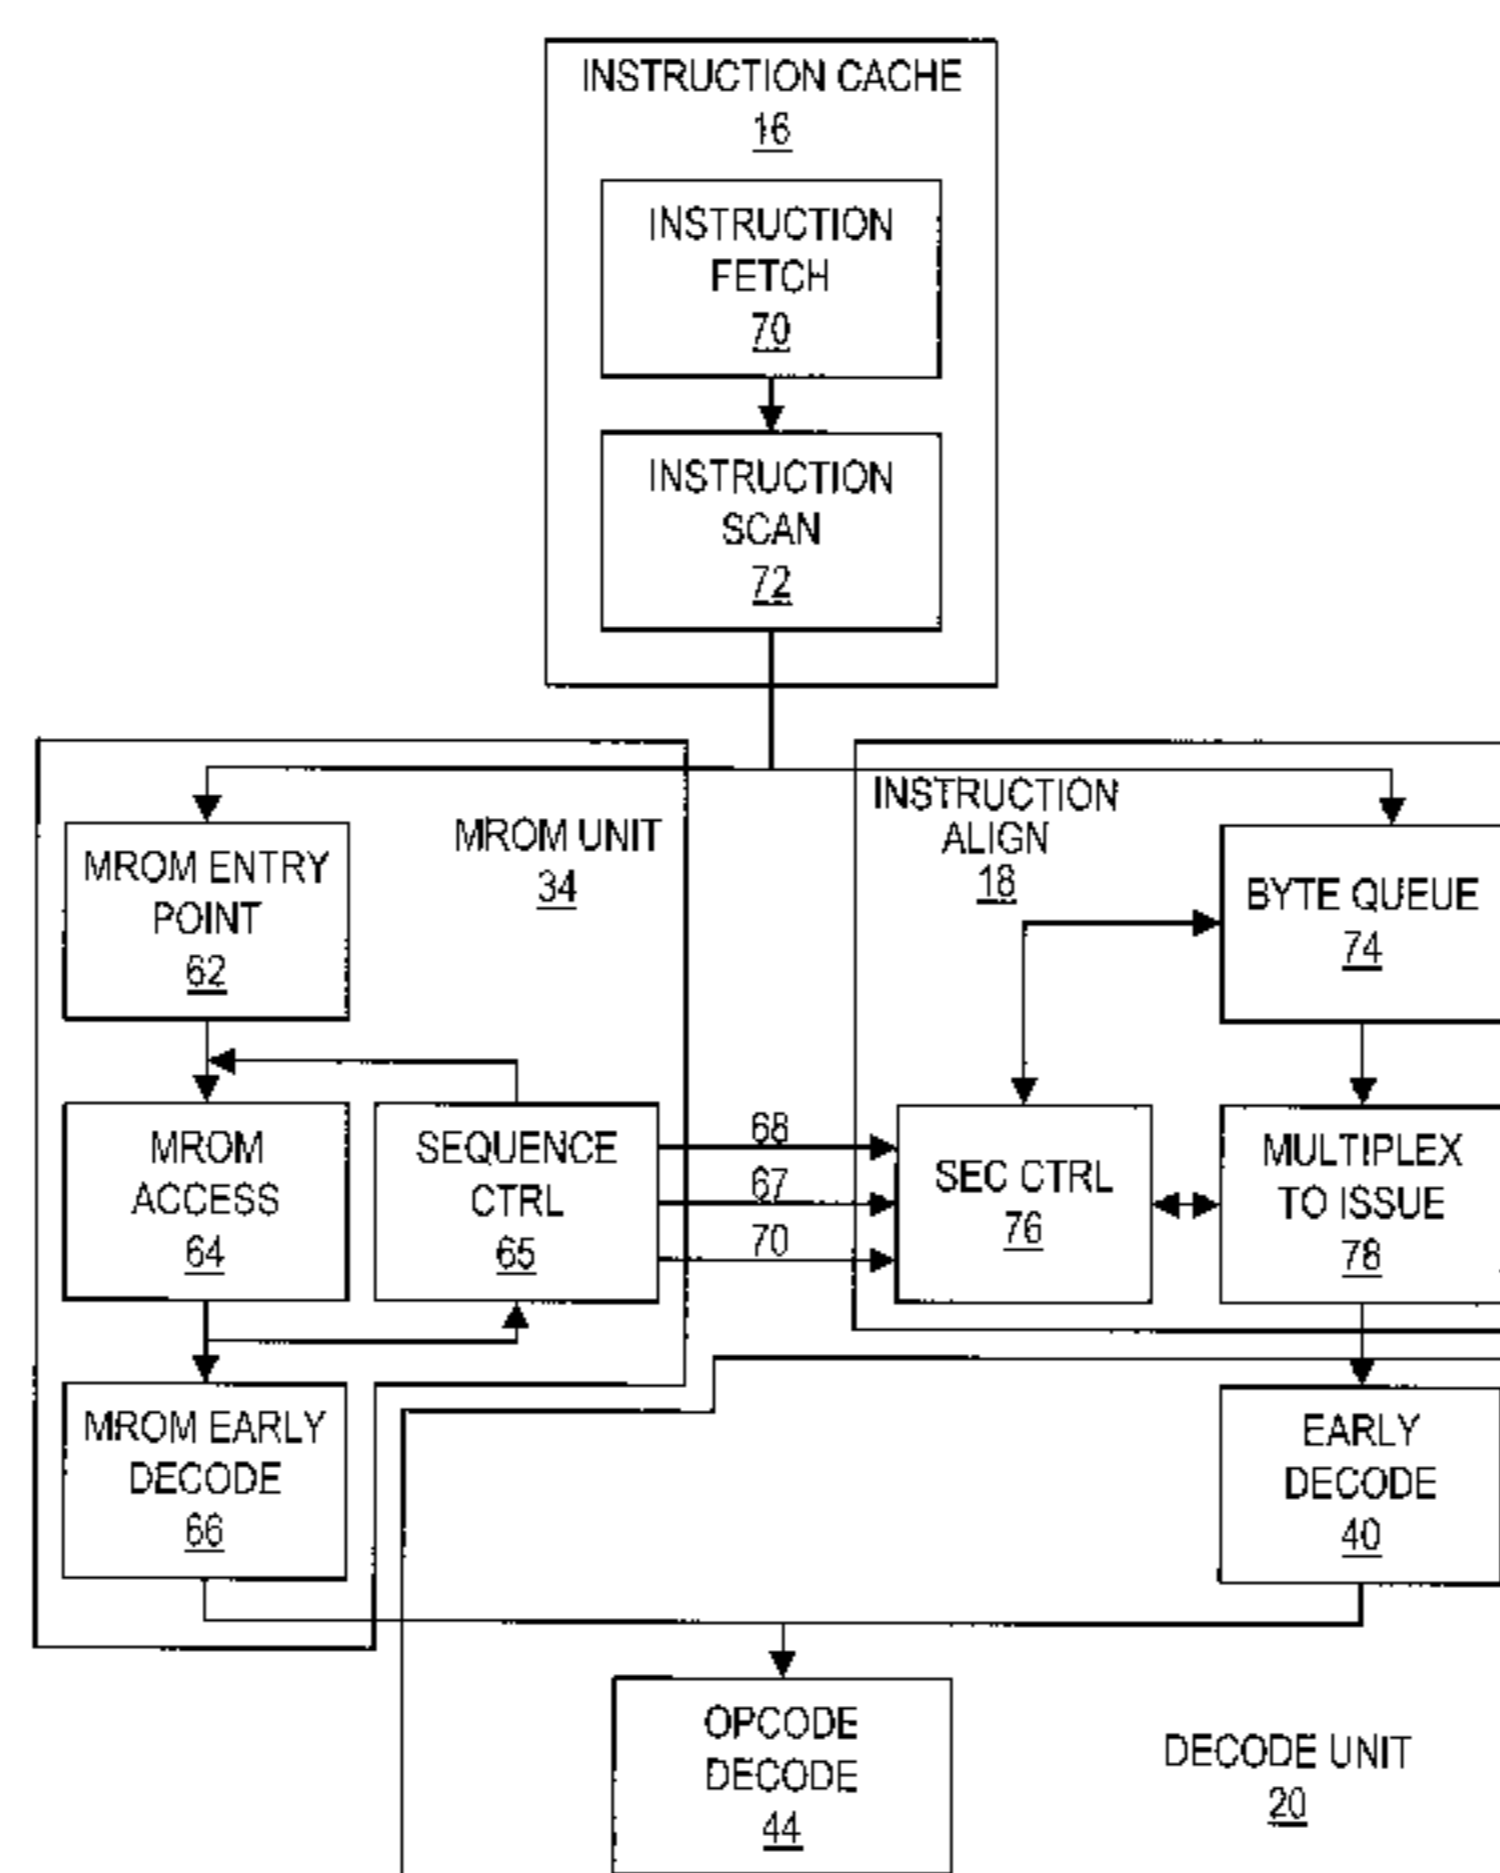 INSTRUCTION CACHE
16
INSTRUCTION
FETCH
70
INSTRUCTION
SCAN
72
MROM UNIT
34
MROM ENTRY
POINT
62
MROM
ACCESS
64
SEQUENCE
CTRL
65
MROM EARLY
DECODE
66
68
67
70
INSTRUCTION
ALIGN
18
BYTE QUEUE
74
SEC CTRL
76
MULTIPLEX
TO ISSUE
78
EARLY
DECODE
40
OPCODE
DECODE
44
DECODE UNIT
20